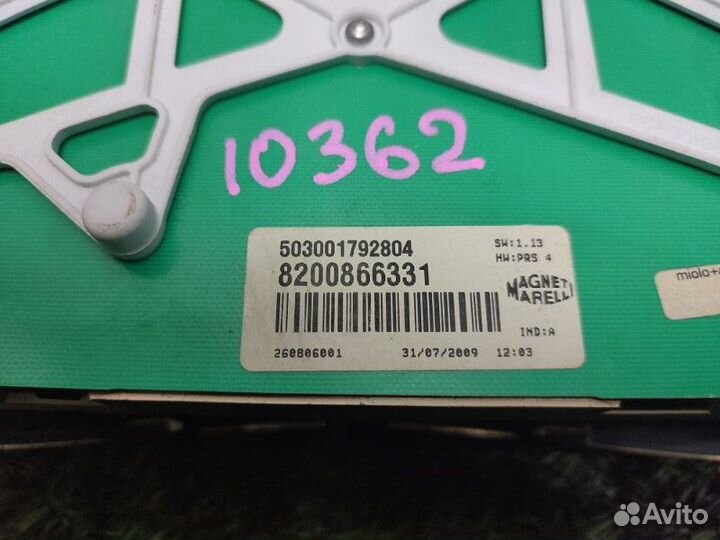 10362
503001792804
8200866331
SW:1.13
HW:PRS 4
MAGNETI
MARELLI
IND:A
260806001 31/07/2009 12:03
Avito